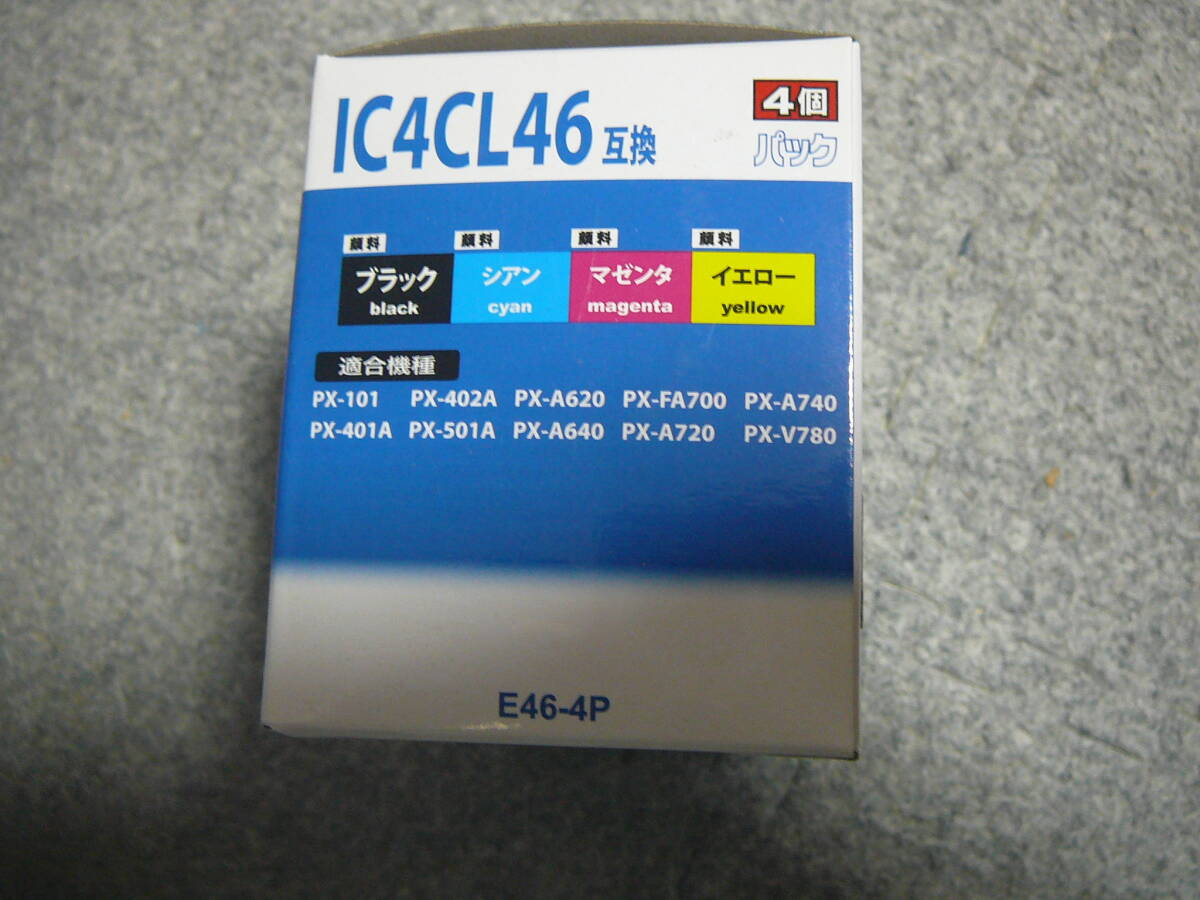 IC4CL46 互換
4個
パック
顔料 顔料 顔料 顔料
ブラック シアン マゼンタ イエロー
black cyan magenta yellow
適合機種
PX-101 PX-402A PX-A620 PX-FA700 PX-A740
PX-401A PX-501A PX-A640 PX-A720 PX-V780
E46-4P